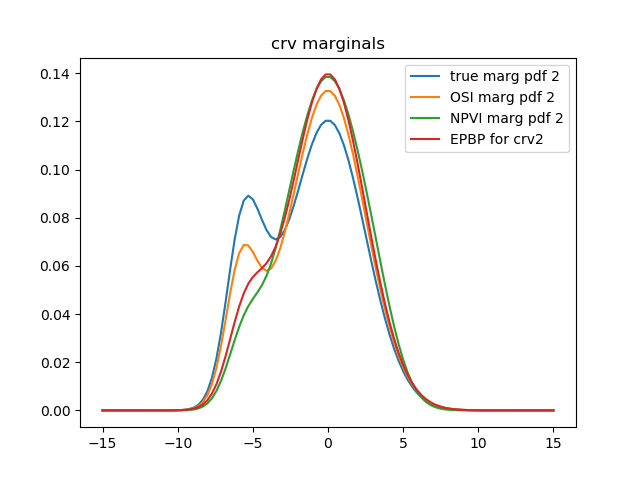 crv marginals
true marg pdf 2
OSI marg pdf 2
NPVI marg pdf 2
EPBP for crv2
0.14
0.12
0.10
0.08
0.06
0.04
0.02
0.00
−15 −10 −5 0 5 10 15